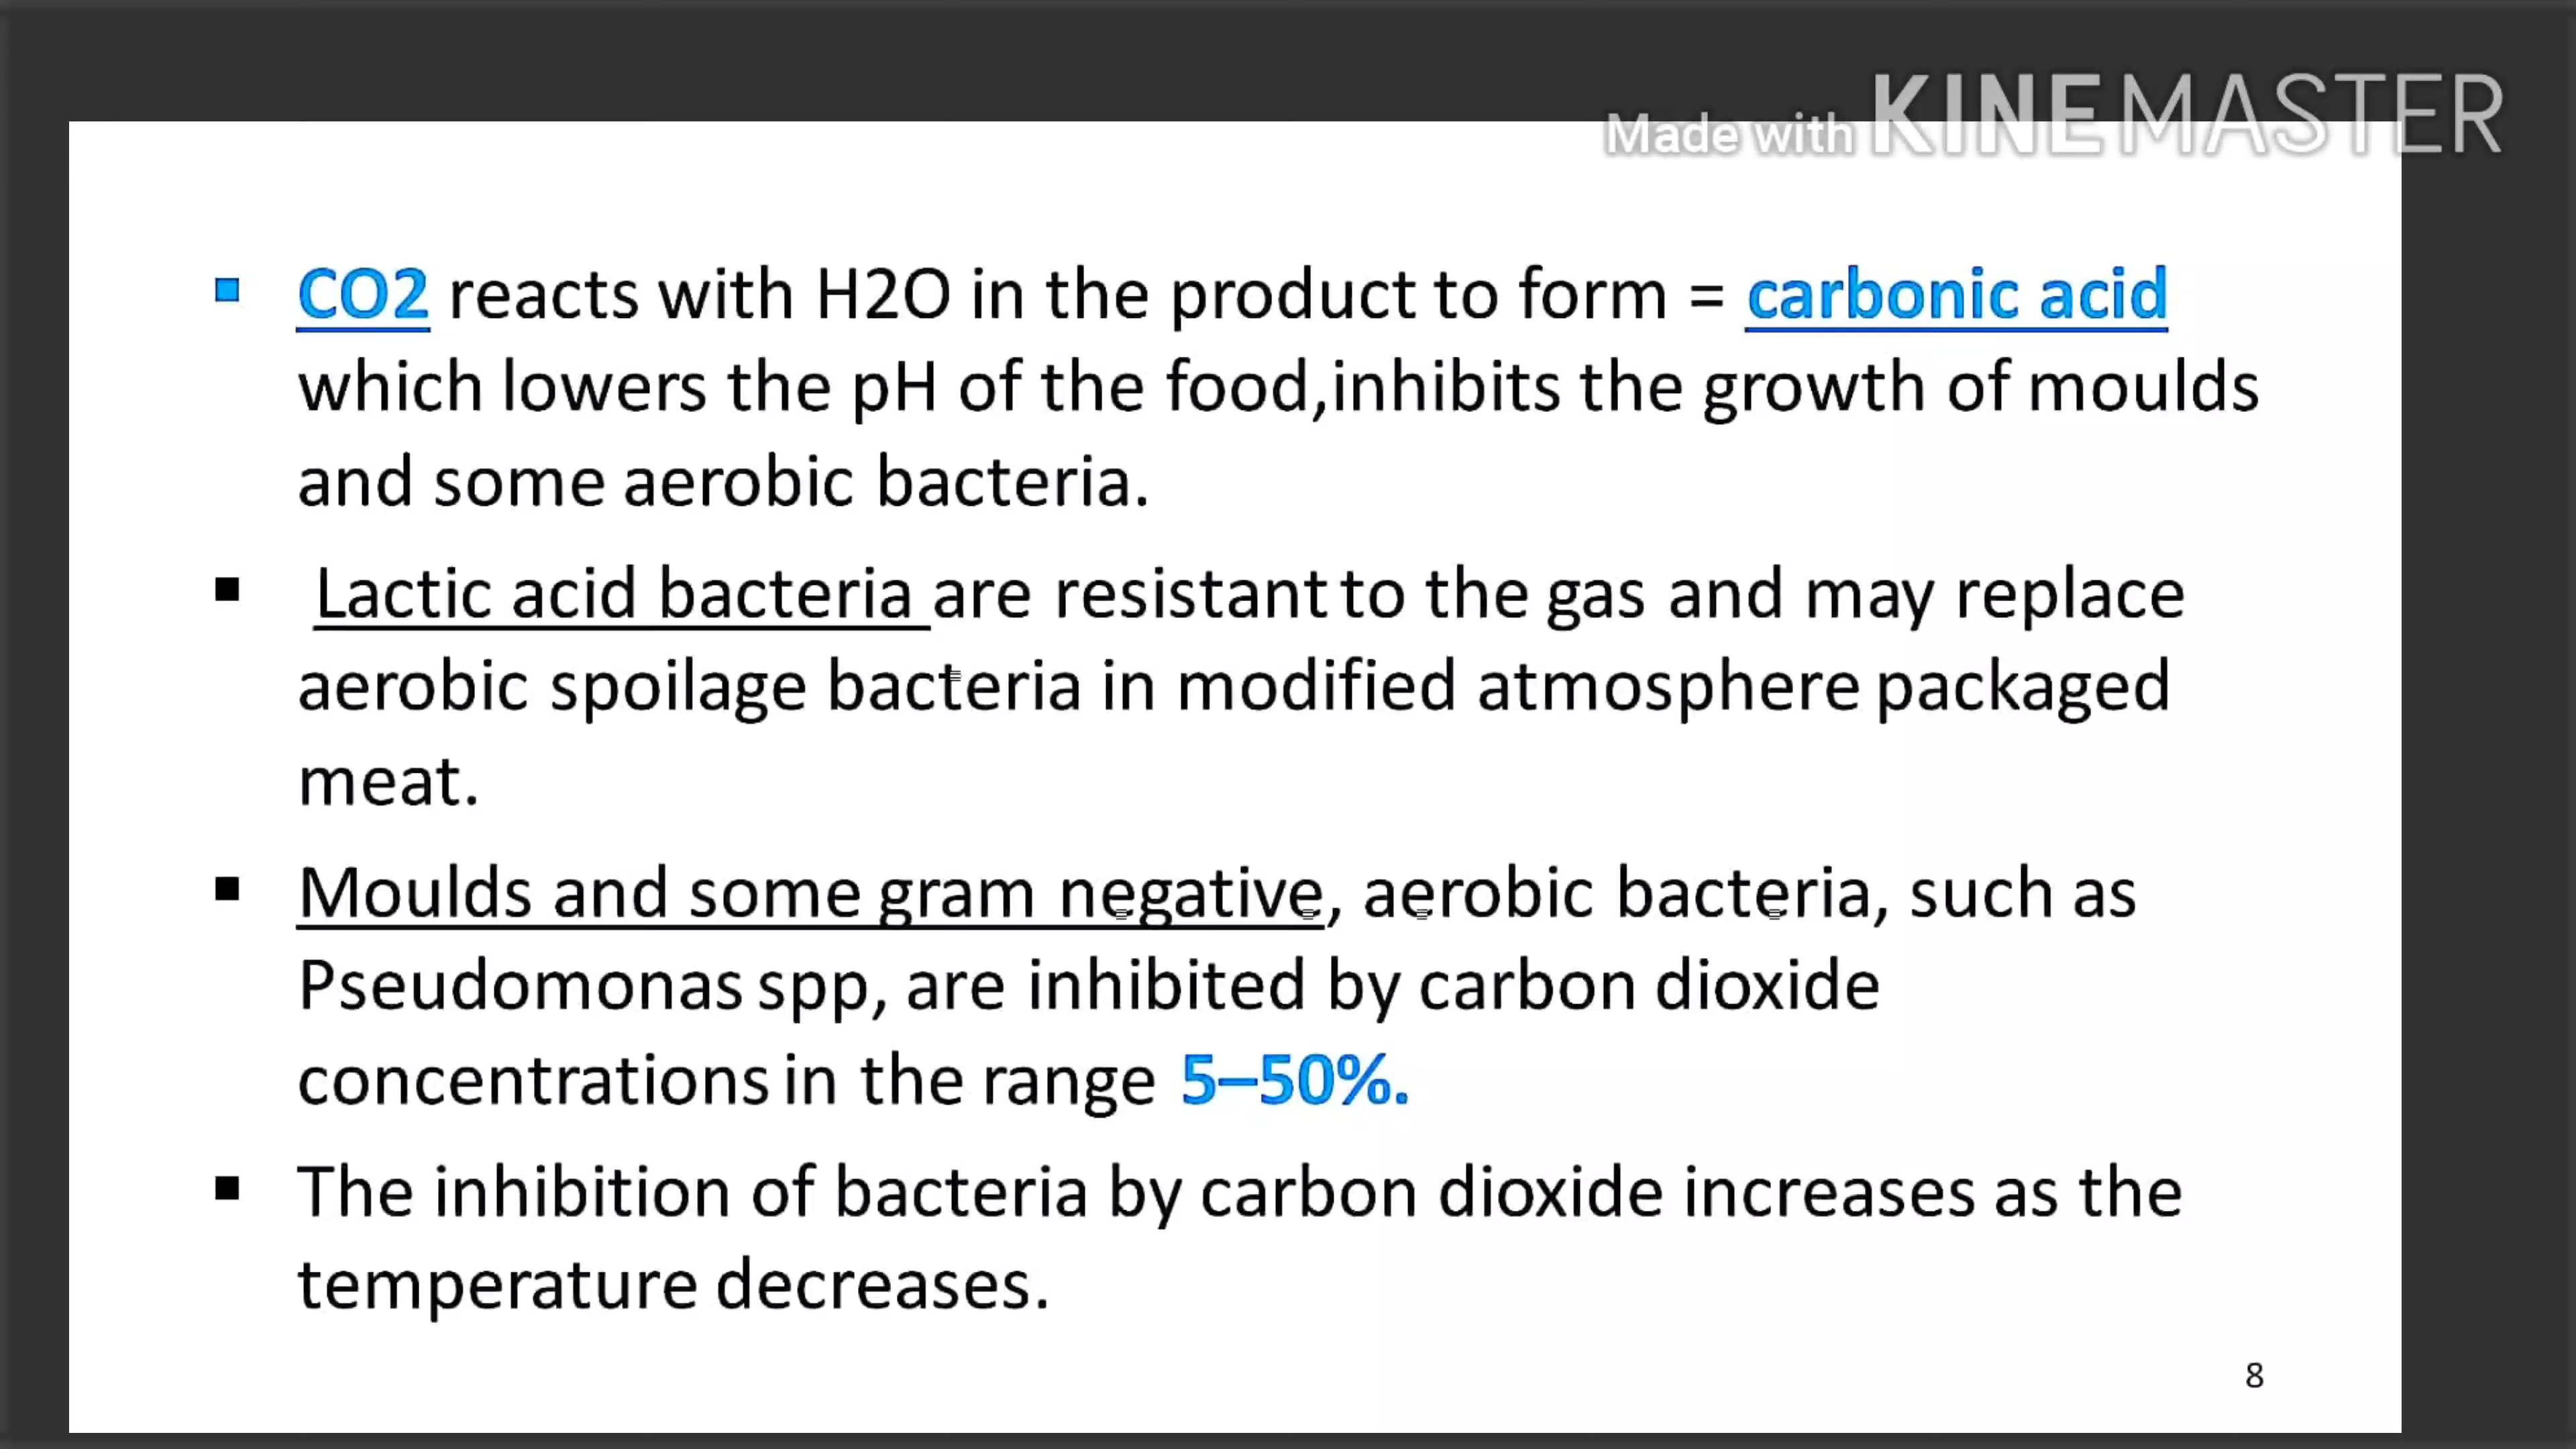 Made with KINEMASTER
▪ CO2 reacts with H2O in the product to form = carbonic acid
which lowers the pH of the food,inhibits the growth of moulds
and some aerobic bacteria.
▪ Lactic acid bacteria are resistant to the gas and may replace
aerobic spoilage bacteria in modified atmosphere packaged
meat.
▪ Moulds and some gram negative, aerobic bacteria, such as
Pseudomonas spp, are inhibited by carbon dioxide
concentrations in the range 5–50%.
▪ The inhibition of bacteria by carbon dioxide increases as the
temperature decreases.
8